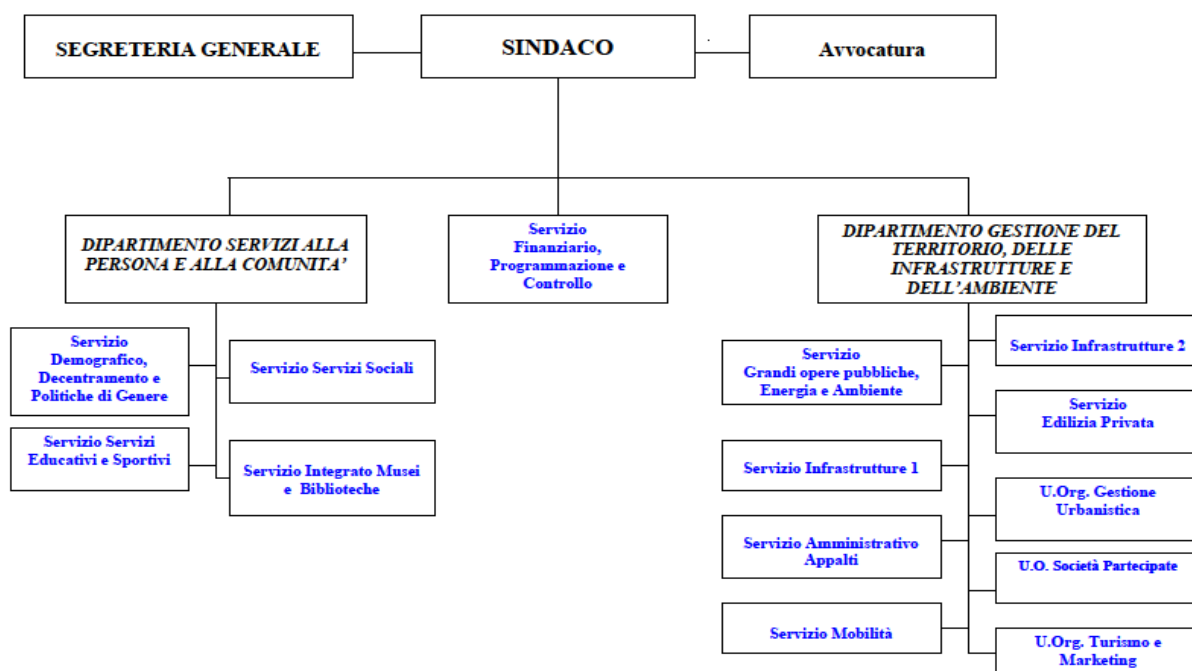 SEGRETERIA GENERALE
SINDACO
Avvocatura
DIPARTIMENTO SERVIZI ALLA
PERSONA E ALLA COMUNITA’
Servizio
Finanziario,
Programmazione e
Controllo
DIPARTIMENTO GESTIONE DEL
TERRITORIO, DELLE
INFRASTRUTTURE E
DELL’AMBIENTE
Servizio
Demografico,
Decentramento e
Politiche di Genere
Servizio Servizi Sociali
Servizio Servizi
Educativi e Sportivi
Servizio Integrato Musei
e Biblioteche
Servizio
Grandi opere pubbliche,
Energia e Ambiente
Servizio Infrastrutture 2
Servizio
Edilizia Privata
Servizio Infrastrutture 1
U.Org. Gestione
Urbanistica
Servizio Amministrativo
Appalti
U.O. Società Partecipate
Servizio Mobilità
U.Org. Turismo e
Marketing